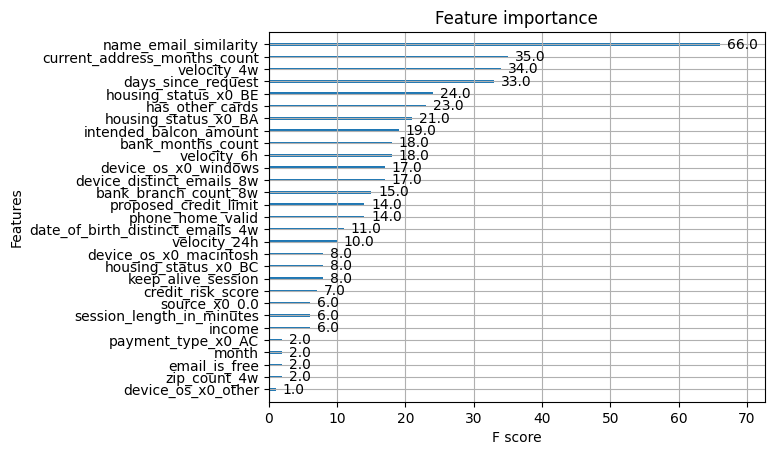 Feature importance
name_email_similarity 66.0
current_address_months_count 35.0
velocity_4w 34.0
days_since_request 33.0
housing_status_x0_BE 24.0
has_other_cards 23.0
housing_status_x0_BA 21.0
intended_balcon_amount 19.0
bank_months_count 18.0
velocity_6h 18.0
device_os_x0_windows 17.0
device_distinct_emails_8w 17.0
bank_branch_count_8w 15.0
proposed_credit_limit 14.0
phone_home_valid 14.0
date_of_birth_distinct_emails_4w 11.0
velocity_24h 10.0
device_os_x0_macintosh 8.0
housing_status_x0_BC 8.0
keep_alive_session 8.0
credit_risk_score 7.0
source_x0_0.0 6.0
session_length_in_minutes 6.0
income 6.0
payment_type_x0_AC 2.0
month 2.0
email_is_free 2.0
zip_count_4w 2.0
device_os_x0_other 1.0
0 10 20 30 40 50 60 70
F score
Features